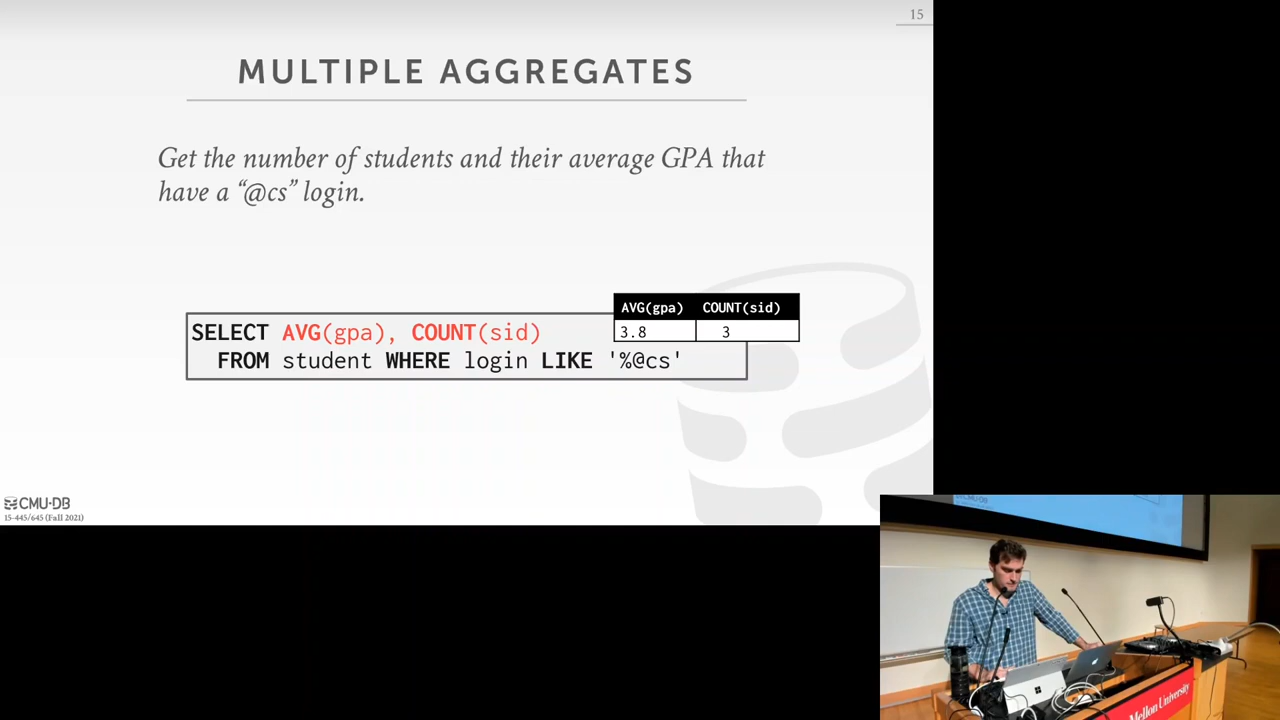 15
MULTIPLE AGGREGATES
Get the number of students and their average GPA that
have a “@cs” login.
AVG(gpa) COUNT(sid)
3.8 3
SELECT AVG(gpa), COUNT(sid)
FROM student WHERE login LIKE '%@cs'
CMU·DB
15-445/645 (Fall 2021)
Mellon University